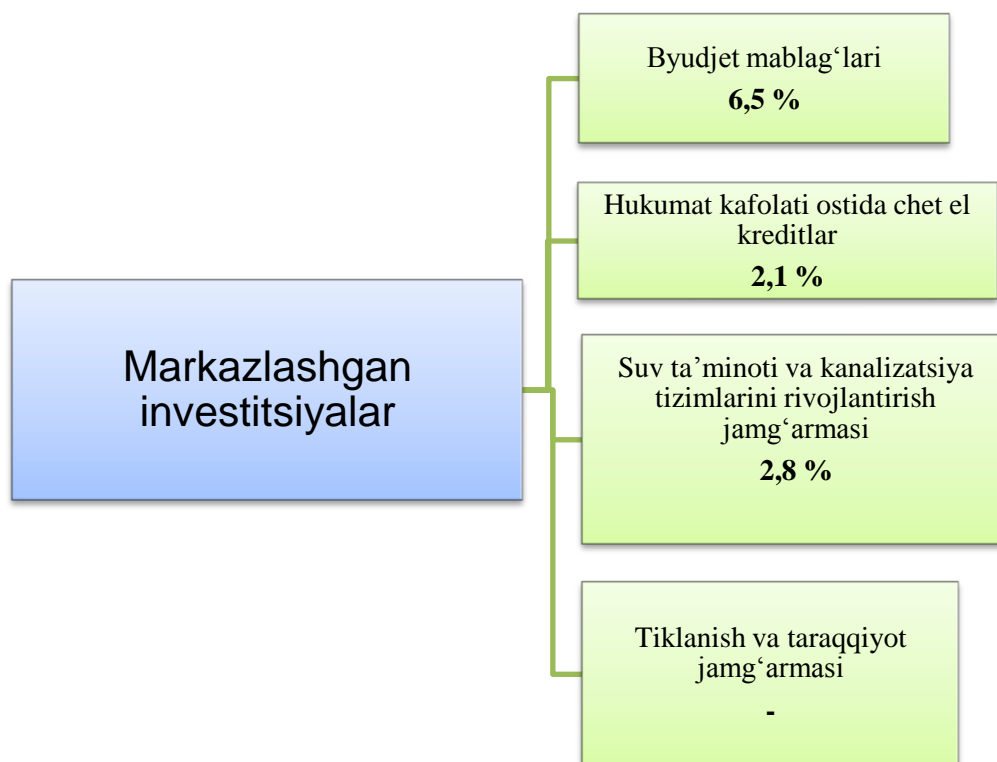 Markazlashgan
investitsiyalar
Byudjet mablag‘lari
6,5 %
Hukumat kafolati ostida chet el
kreditlar
2,1 %
Suv ta’minoti va kanalizatsiya
tizimlarini rivojlantirish
jamg‘armasi
2,8 %
Tiklanish va taraqqiyot
jamg‘armasi
-